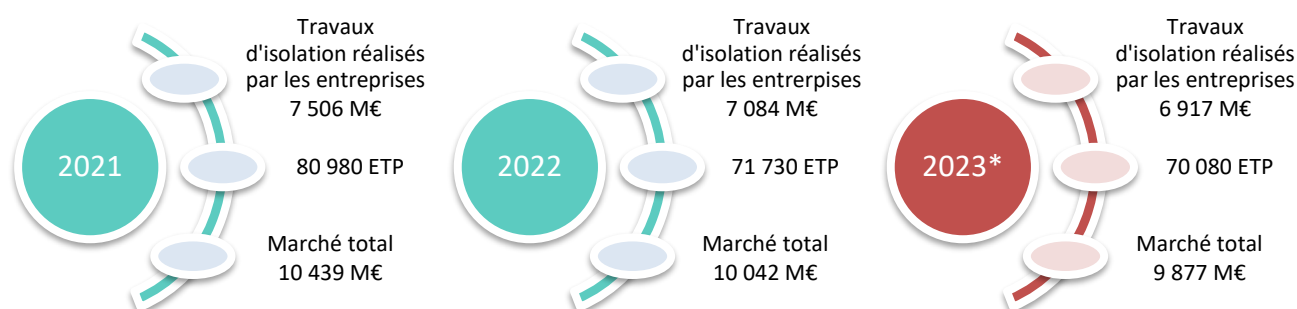 2021
Travaux
d'isolation réalisés
par les entreprises
7 506 M€
80 980 ETP
Marché total
10 439 M€
2022
Travaux
d'isolation réalisés
par les entrerpises
7 084 M€
71 730 ETP
Marché total
10 042 M€
2023*
Travaux
d'isolation réalisés
par les entreprises
6 917 M€
70 080 ETP
Marché total
9 877 M€